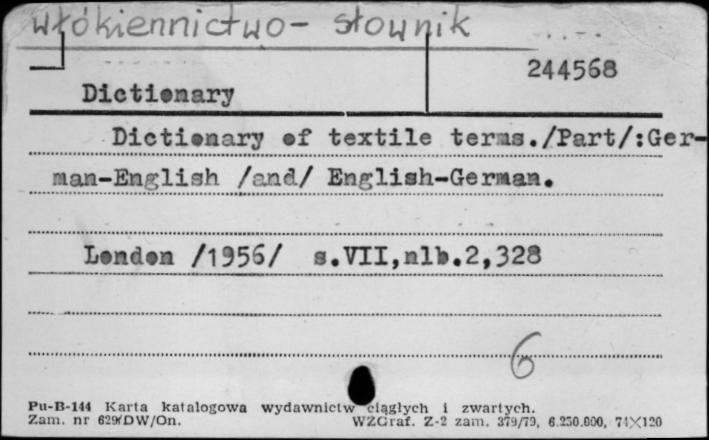 włókiennictwo - słownik
244568
Dictionary
Dictionary of textile terms./Part/:Ger-
man-English /and/ English-German.
London /1956/ s.VII,nlb.2,328
6
Pu-B-144 Karta katalogowa wydawnictw ciągłych i zwartych.
Zam. nr 629/DW/On. WZGraf. Z-2 zam. 379/79, 6.250.000, 74X120